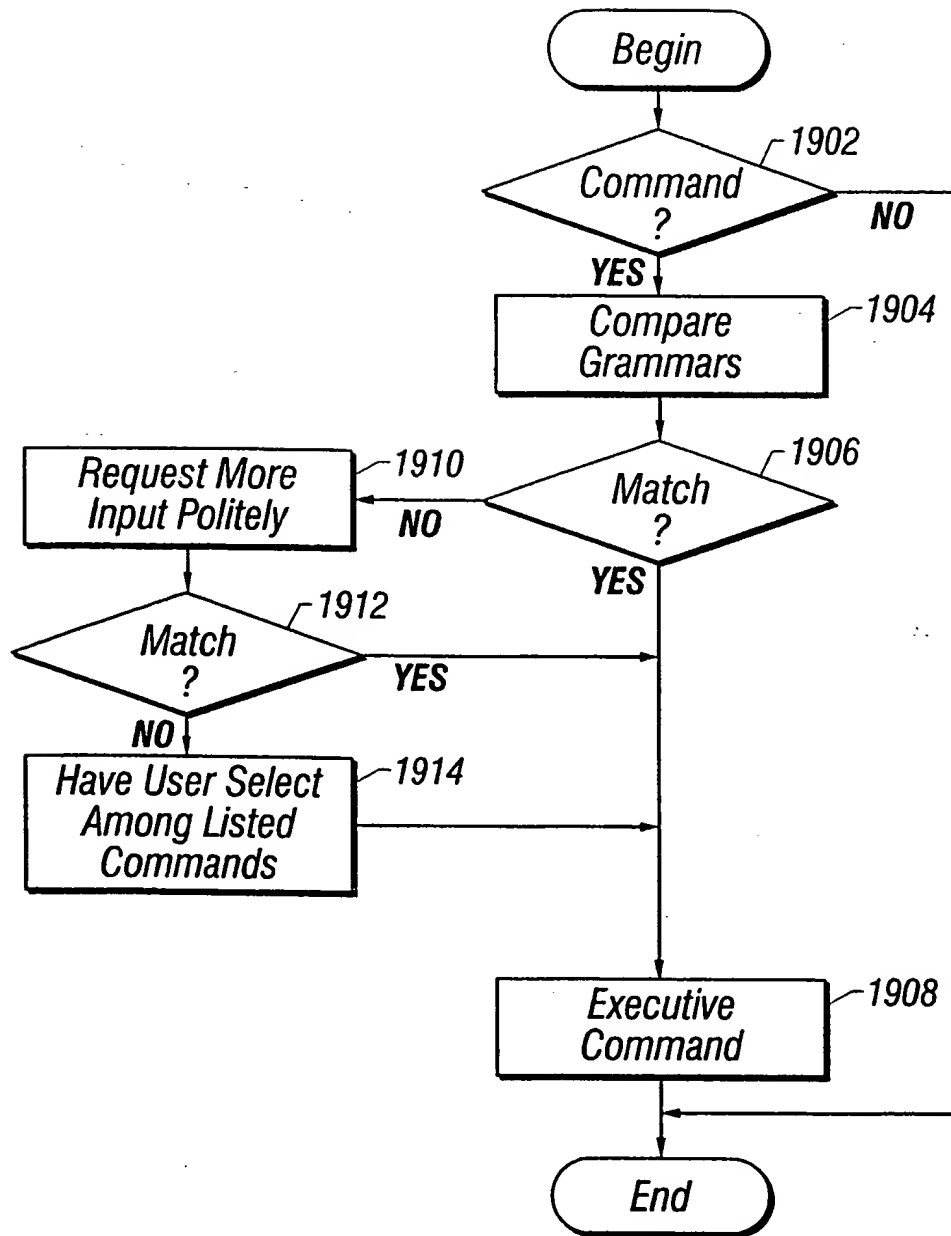 Begin
1902
Command
?
NO
YES
1904
Compare
Grammars
1906
Match
?
NO
YES
1910
Request More
Input Politely
1912
Match
?
YES
NO
1914
Have User Select
Among Listed
Commands
1908
Executive
Command
End